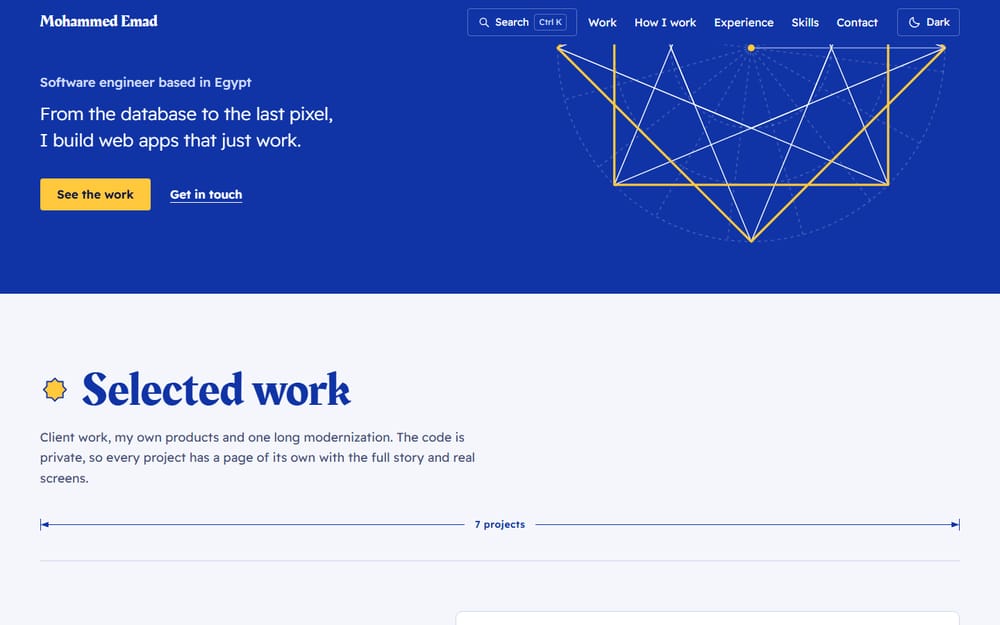 Mohammed Emad
Search Ctrl K Work How I work Experience Skills Contact Dark
Software engineer based in Egypt
From the database to the last pixel,
I build web apps that just work.
See the work Get in touch
Selected work
Client work, my own products and one long modernization. The code is
private, so every project has a page of its own with the full story and real
screens.
7 projects